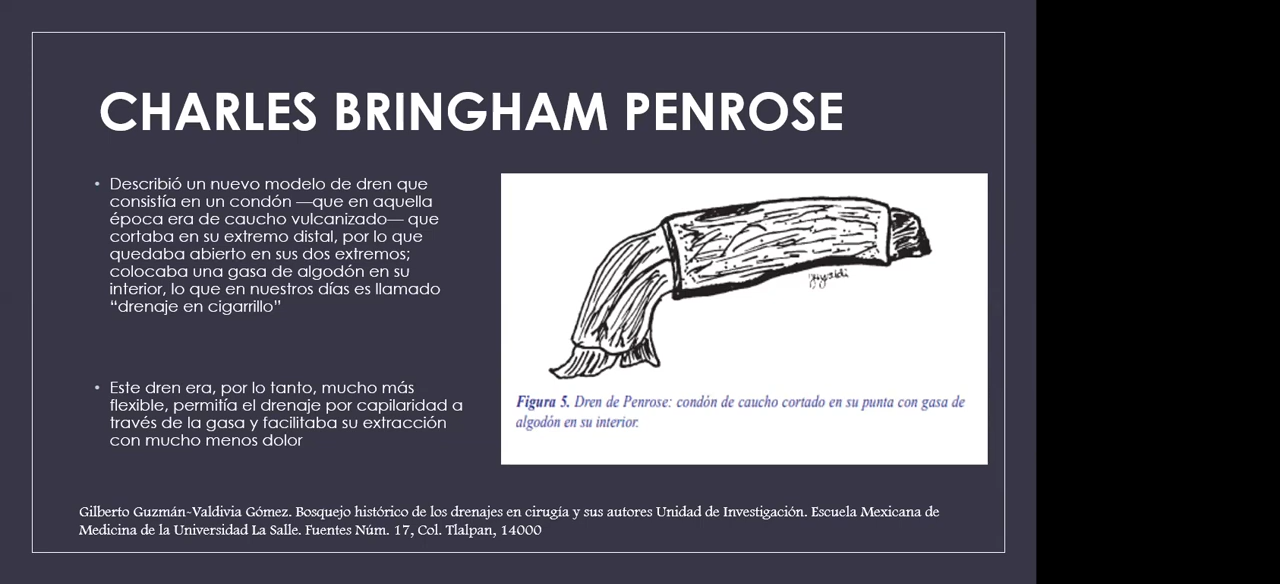 CHARLES BRINGHAM PENROSE
• Describió un nuevo modelo de dren que
consistía en un condón —que en aquella
época era de caucho vulcanizado— que
cortaba en su extremo distal, por lo que
quedaba abierto en sus dos extremos;
colocaba una gasa de algodón en su
interior, lo que en nuestros días es llamado
“drenaje en cigarrillo”
• Este dren era, por lo tanto, mucho más
flexible, permitía el drenaje por capilaridad a
través de la gasa y facilitaba su extracción
con mucho menos dolor
Figura 5. Dren de Penrose: condón de caucho cortado en su punta con gasa de
algodón en su interior.
Gilberto Guzmán-Valdivia Gómez. Bosquejo histórico de los drenajes en cirugía y sus autores Unidad de Investigación. Escuela Mexicana de
Medicina de la Universidad La Salle. Fuentes Núm. 17, Col. Tlalpan, 14000